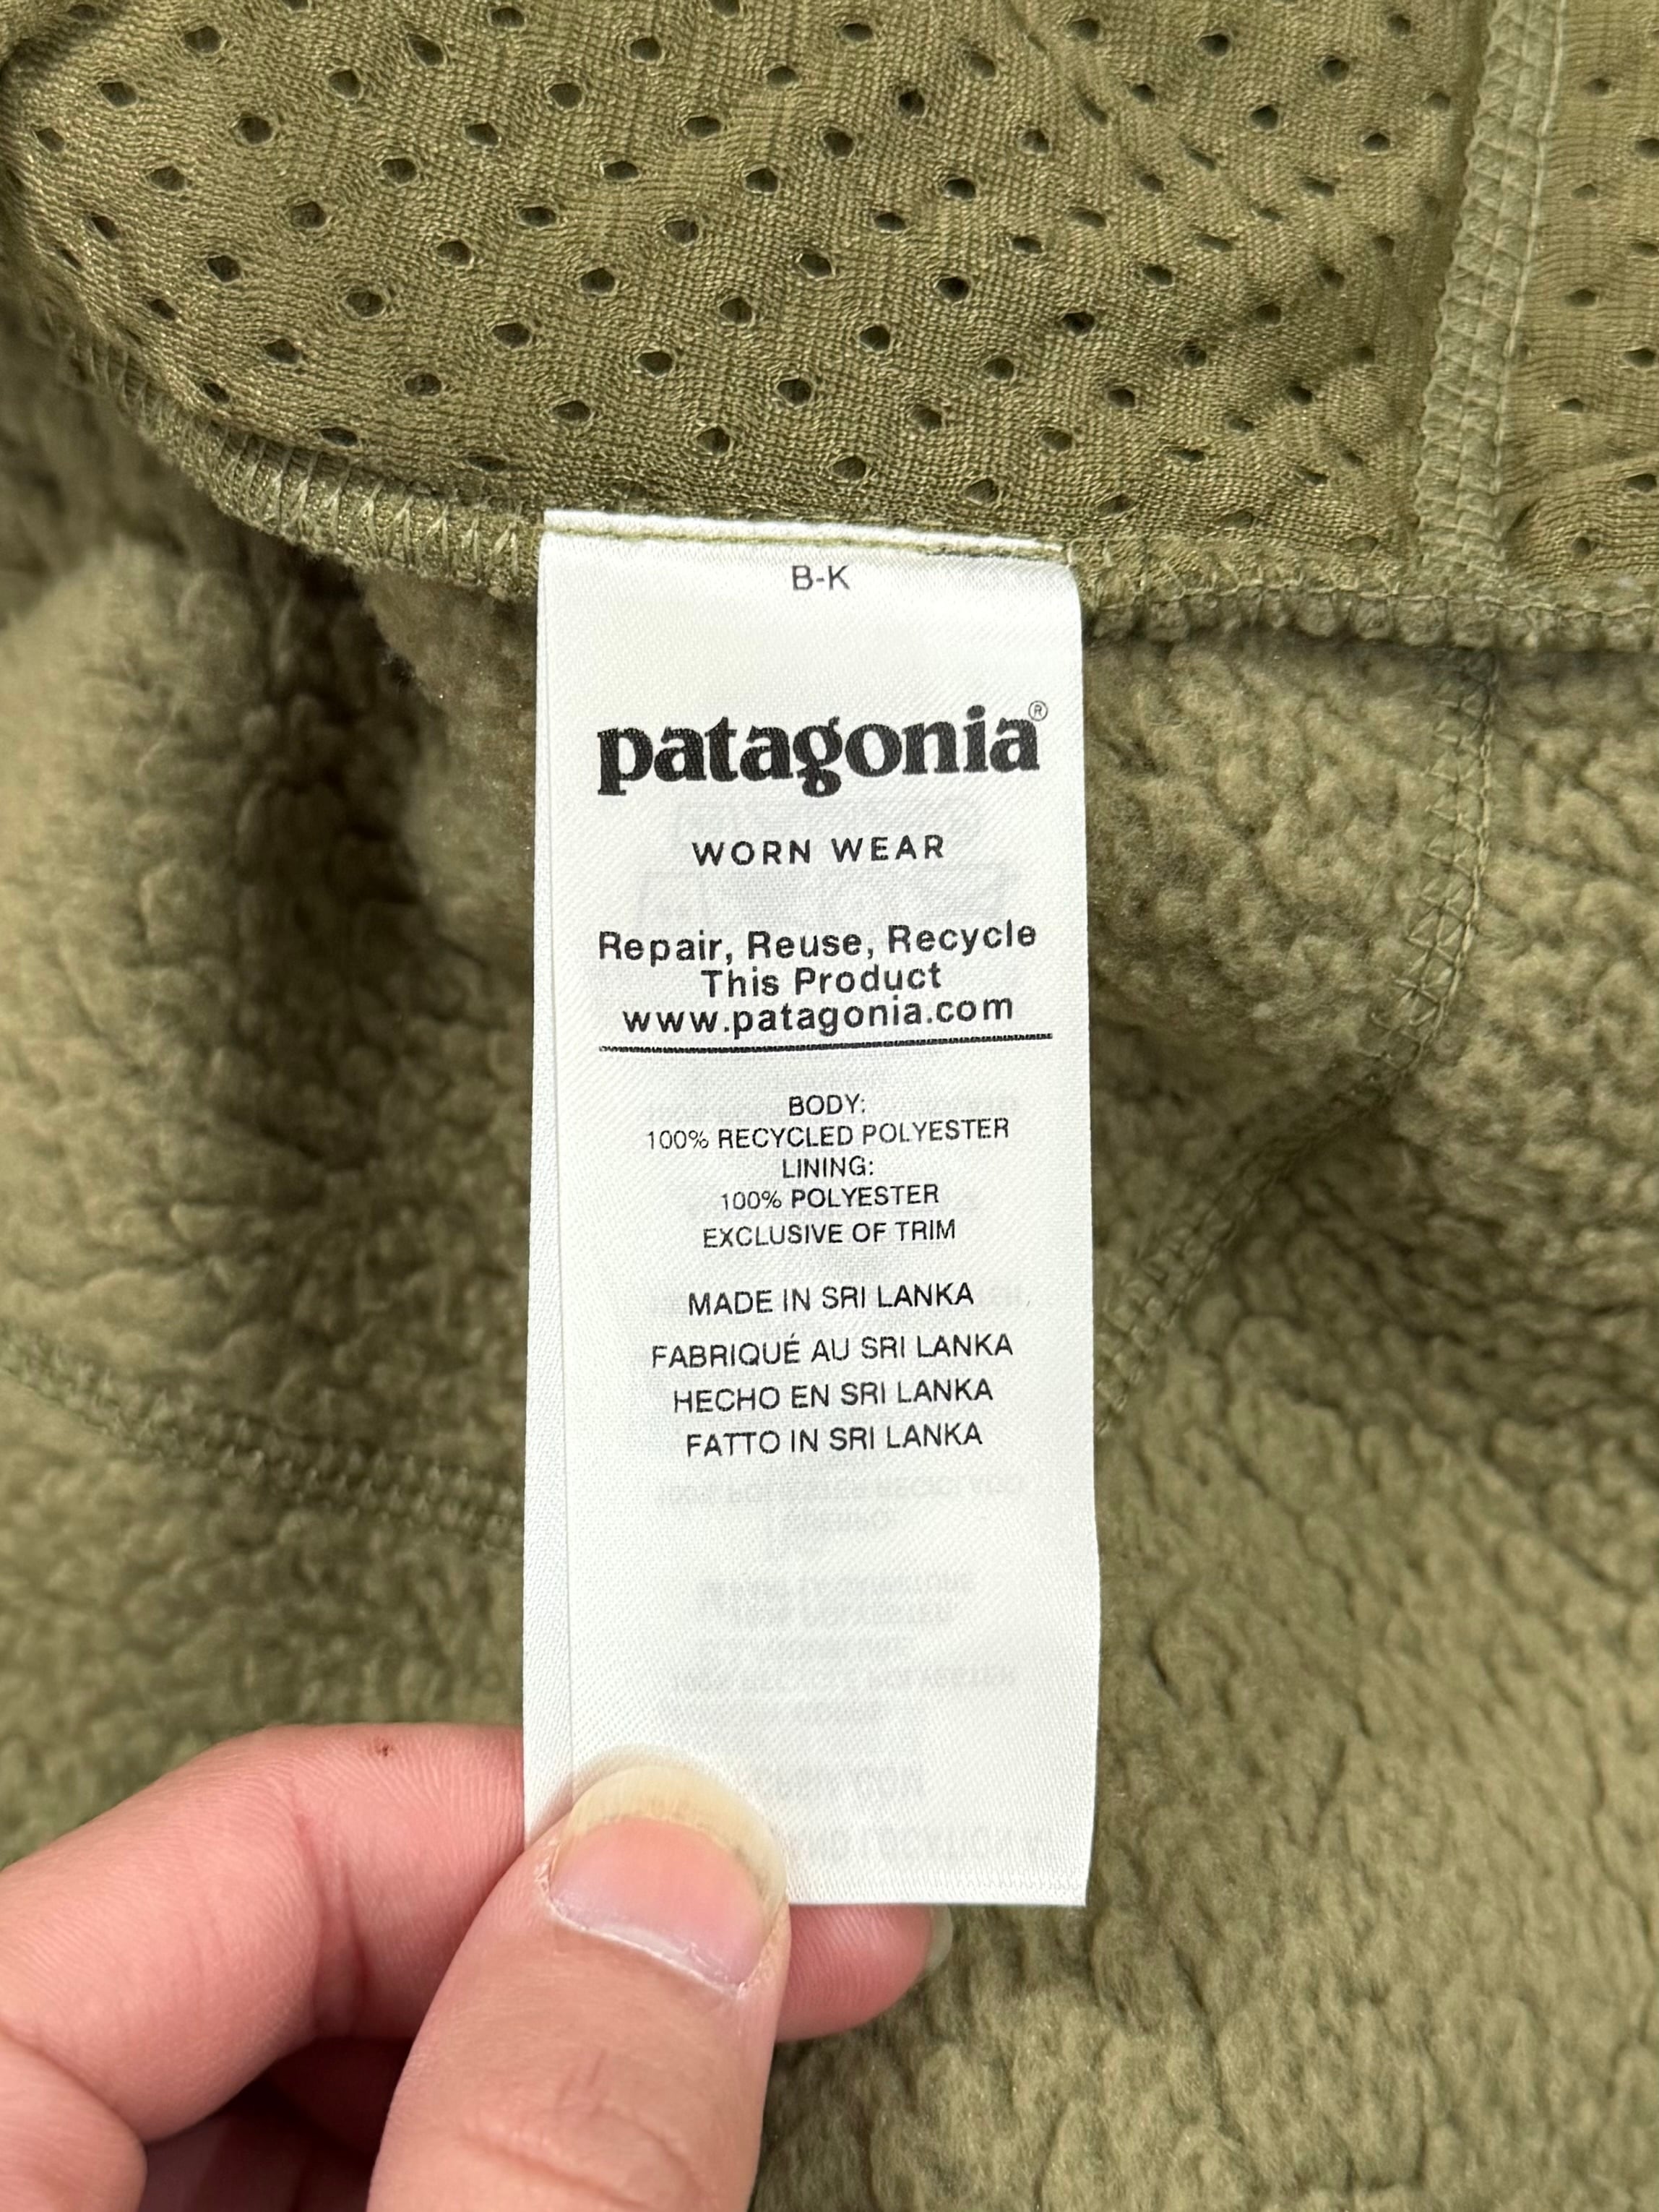 B-K
patagonia®
WORN WEAR
Repair, Reuse, Recycle
This Product
www.patagonia.com
BODY:
100% RECYCLED POLYESTER
LINING:
100% POLYESTER
EXCLUSIVE OF TRIM
MADE IN SRI LANKA
FABRIQUÉ AU SRI LANKA
HECHO EN SRI LANKA
FATTO IN SRI LANKA